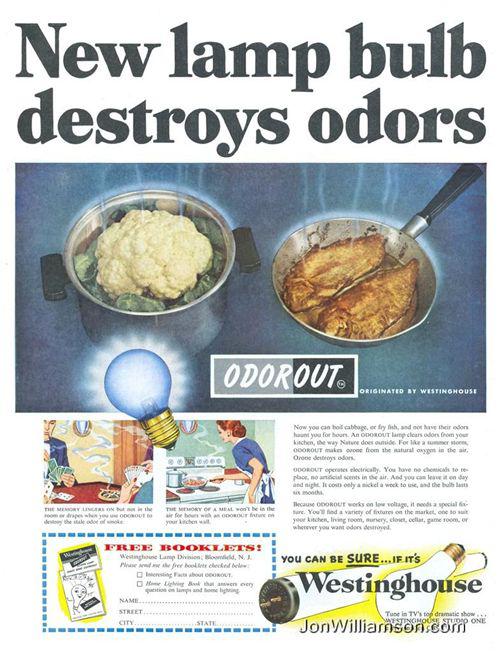 New lamp bulb
destroys odors
ODOROUT TM
ORIGINATED BY WESTINGHOUSE
THE MEMORY LINGERS ON but not in the
room or drapes when you use ODOROUT to
destroy the stale odor of smoke.
THE MEMORY OF A MEAL won't be in the
air for hours with an ODOROUT fixture on
your kitchen wall.
Now you can boil cabbage, or fry fish, and not have their odors
haunt you for hours. An ODOROUT lamp clears odors from your
kitchen, the way Nature does outside. For like a summer storm,
ODOROUT makes ozone from the natural oxygen in the air.
Ozone destroys odors.
ODOROUT operates electrically. You have no chemicals to re-
place, no artificial scents in the air. And you can leave it on day
and night. It costs only a nickel a week to use, and the bulb lasts
six months.
Because ODOROUT works on low voltage, it needs a special fix-
ture. You'll find a variety of fixtures on the market, one to suit
your kitchen, living room, nursery, closet, cellar, game room, or
wherever you want odors destroyed.
FREE BOOKLETS!
Westinghouse Lamp Division; Bloomfield, N. J.
Please send me the free booklets checked below:
Interesting Facts about ODOROUT.
Home Lighting Book that answers every
question on lamps and home lighting.
NAME
STREET
CITY STATE
Westinghouse
YOU CAN BE SURE...IF IT'S
Westinghouse
Tune in TV's top dramatic show . . .
WESTINGHOUSE STUDIO ONE
JonWilliamson.com